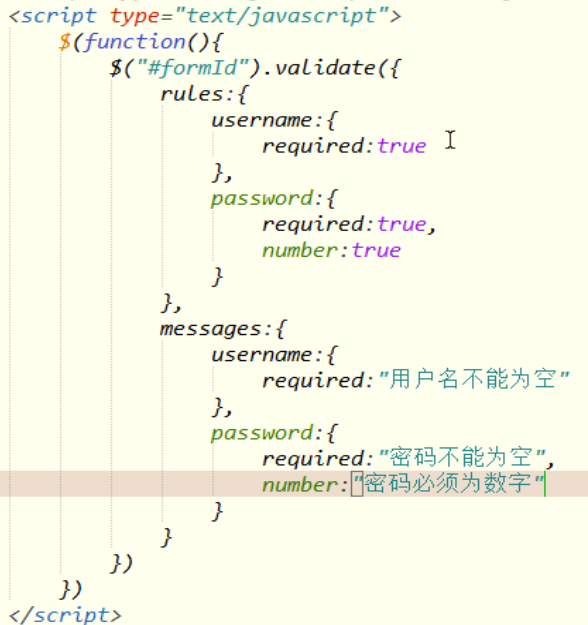 <script type="text/javascript">
$(function(){
$("#formId").validate({
rules:{
username:{
required:true
},
password:{
required:true,
number:true
}
},
messages:{
username:{
required:"用户名不能为空"
},
password:{
required:"密码不能为空",
number:"密码必须为数字"
}
}
})
})
</script>